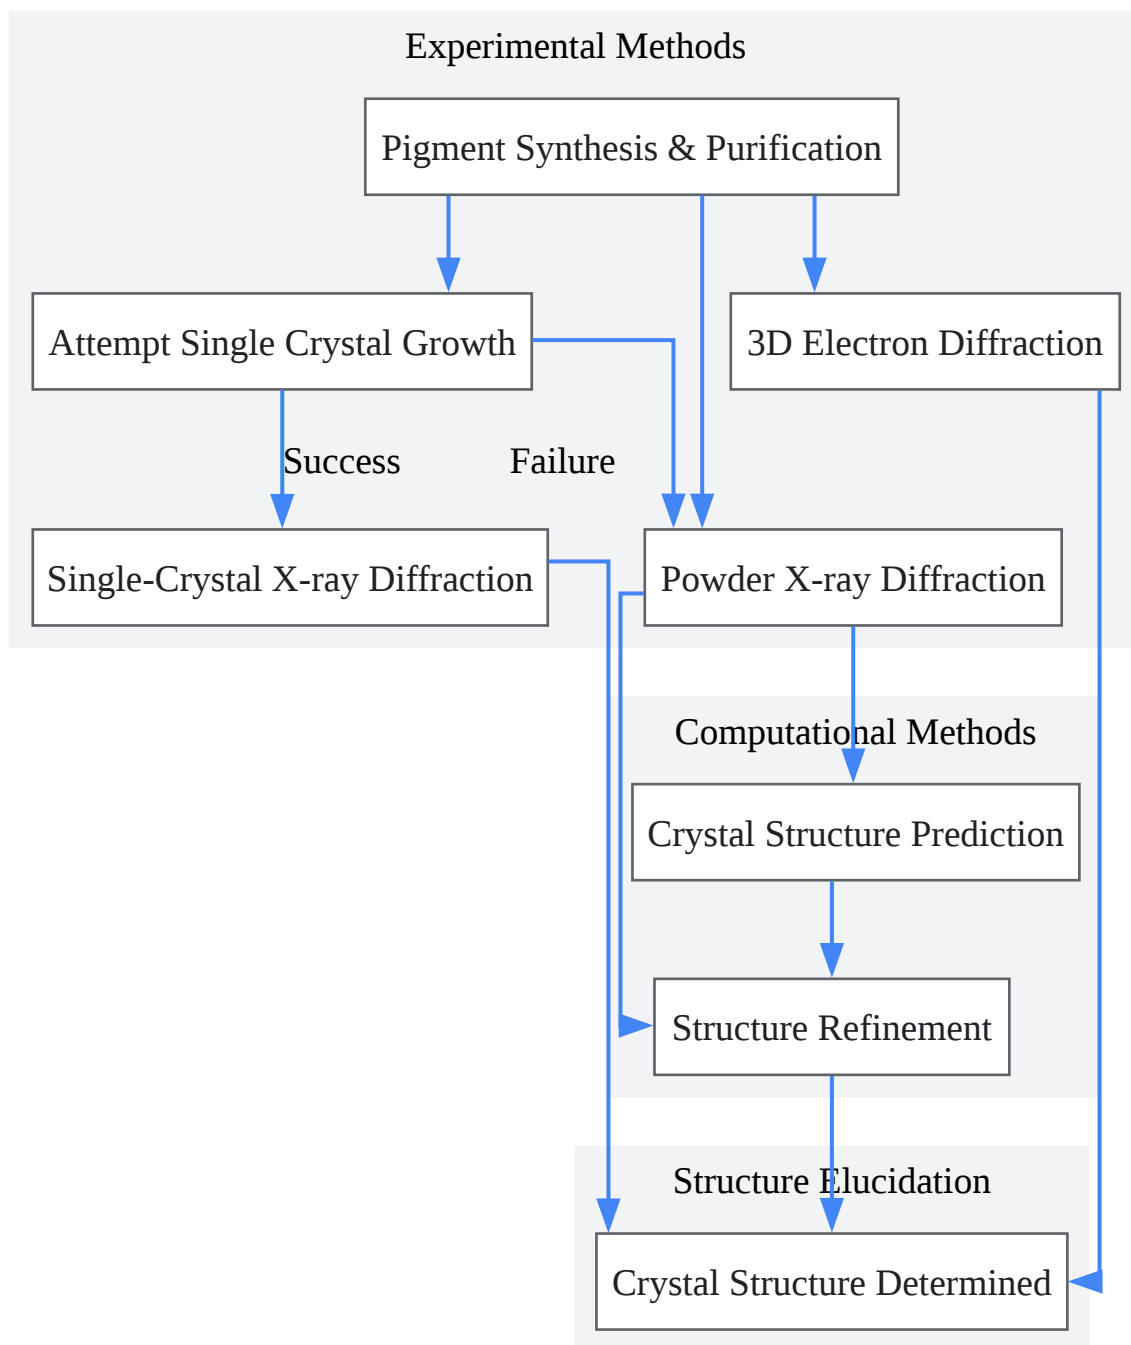 Experimental Methods
Pigment Synthesis & Purification
Attempt Single Crystal Growth
3D Electron Diffraction
Success
Failure
Single-Crystal X-ray Diffraction
Powder X-ray Diffraction
Computational Methods
Crystal Structure Prediction
Structure Refinement
Structure Elucidation
Crystal Structure Determined